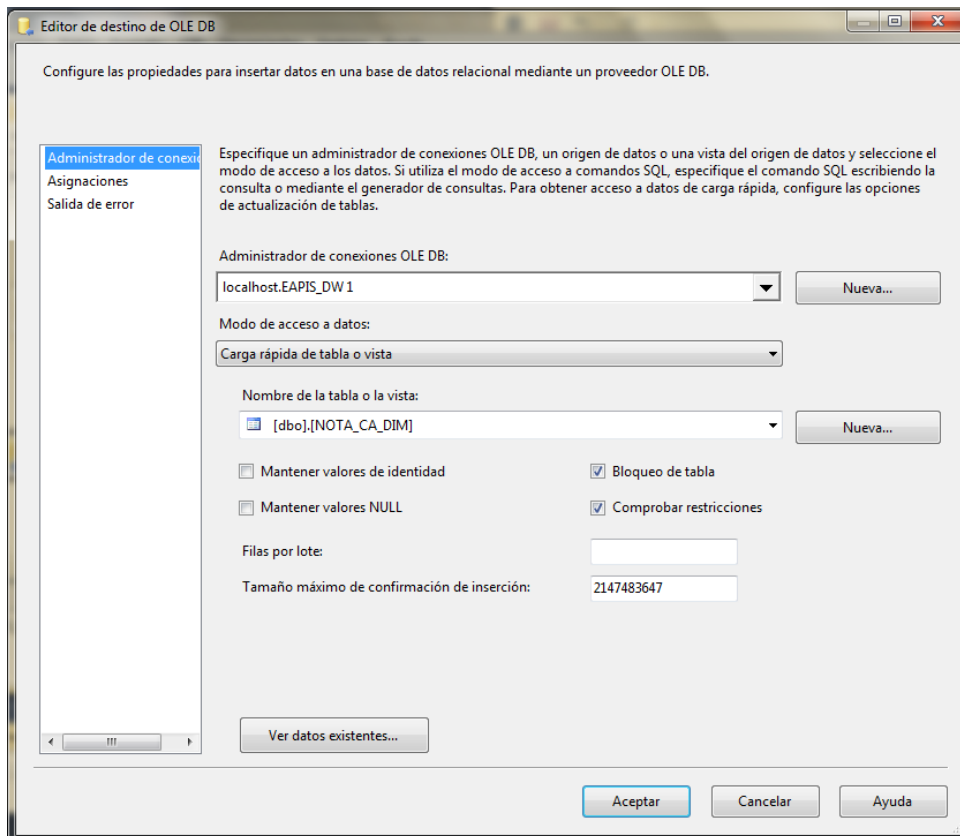 Editor de destino de OLE DB
Configure las propiedades para insertar datos en una base de datos relacional mediante un proveedor OLE DB.
Administrador de conexi
Asignaciones
Salida de error
Especifique un administrador de conexiones OLE DB, un origen de datos o una vista del origen de datos y seleccione el
modo de acceso a los datos. Si utiliza el modo de acceso a comandos SQL, especifique el comando SQL escribiendo la
consulta o mediante el generador de consultas. Para obtener acceso a datos de carga rápida, configure las opciones
de actualización de tablas.
Administrador de conexiones OLE DB:
localhost.EAPIS_DW 1
Nueva...
Modo de acceso a datos:
Carga rápida de tabla o vista
Nombre de la tabla o la vista:
[dbo].[NOTA_CA_DIM]
Nueva...
Mantener valores de identidad
Bloqueo de tabla
Mantener valores NULL
Comprobar restricciones
Filas por lote:
Tamaño máximo de confirmación de inserción:
2147483647
Ver datos existentes...
Aceptar
Cancelar
Ayuda